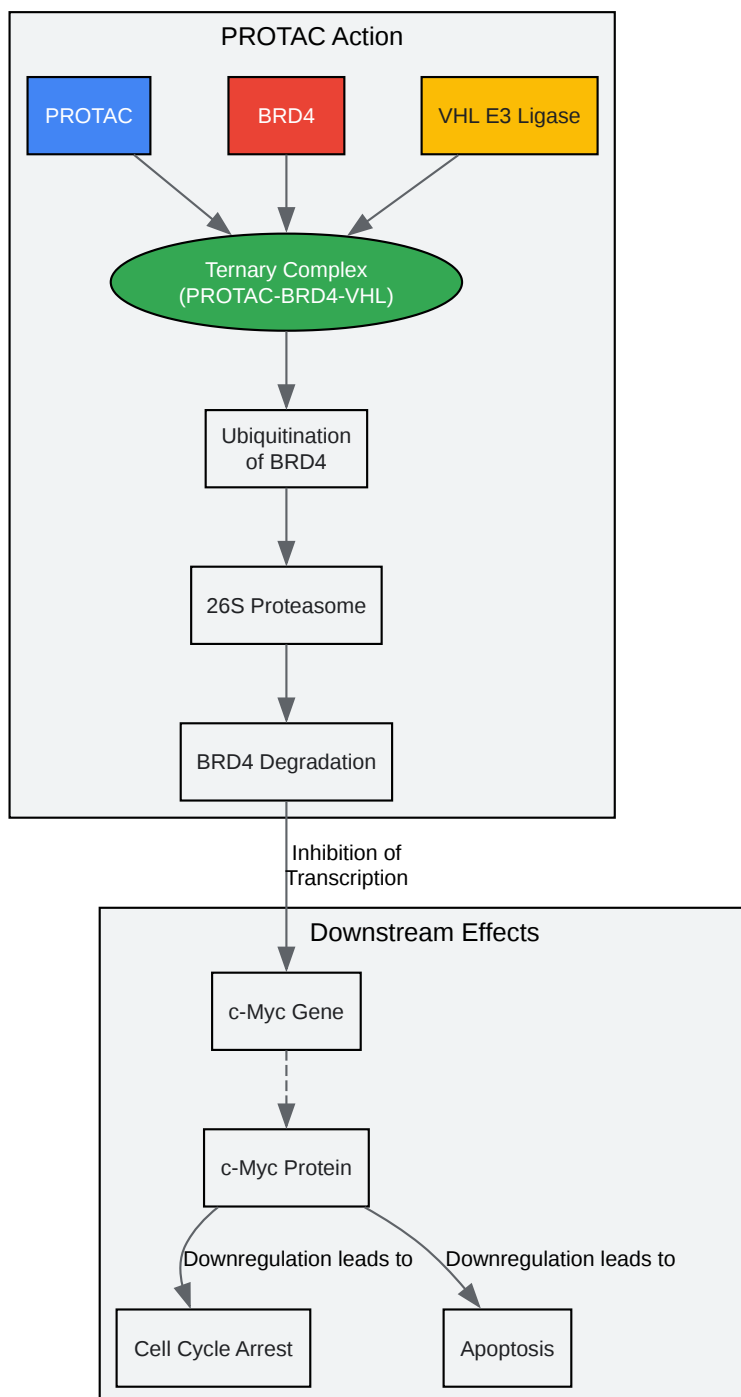 PROTAC Action
PROTAC
BRD4
VHL E3 Ligase
Ternary Complex
(PROTAC-BRD4-VHL)
Ubiquitination
of BRD4
26S Proteasome
BRD4 Degradation
Inhibition of
Transcription
Downstream Effects
c-Myc Gene
c-Myc Protein
Downregulation leads to
Downregulation leads to
Cell Cycle Arrest
Apoptosis